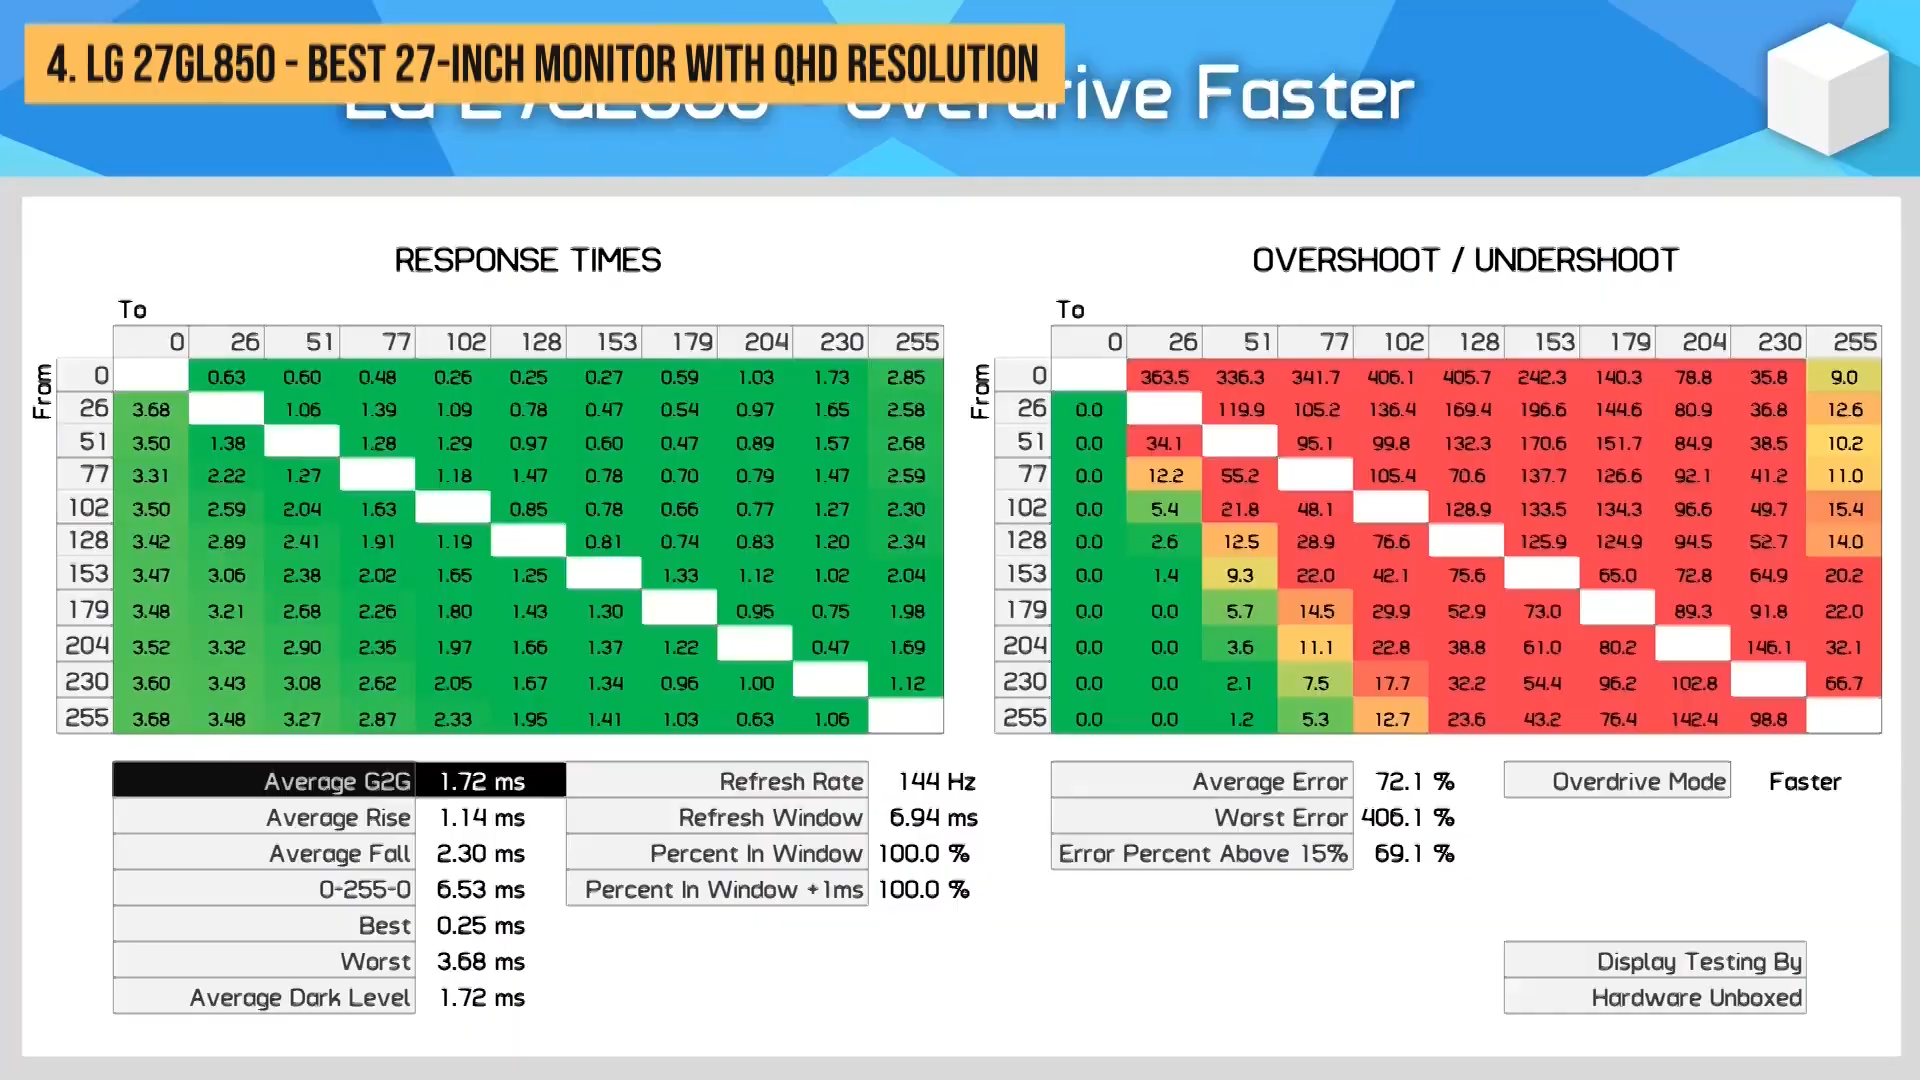 4. LG 27GL850 - BEST 27-INCH MONITOR WITH QHD RESOLUTION
Faster
RESPONSE TIMES
To
0 26 51 77 102 128 153 179 204 230 255
From
0 0.63 0.60 0.48 0.26 0.25 0.27 0.59 1.03 1.73 2.85
26 3.68 1.06 1.39 1.09 0.78 0.47 0.54 0.97 1.65 2.58
51 3.50 1.38 1.28 1.29 0.97 0.60 0.47 0.89 1.57 2.68
77 3.31 2.22 1.27 1.18 1.47 0.78 0.70 0.79 1.47 2.59
102 3.50 2.59 2.04 1.63 0.85 0.78 0.66 0.77 1.27 2.30
128 3.42 2.89 2.41 1.91 1.19 0.81 0.74 0.83 1.20 2.34
153 3.47 3.06 2.38 2.02 1.65 1.25 1.33 1.12 1.02 2.04
179 3.48 3.21 2.68 2.26 1.80 1.43 1.30 0.95 0.75 1.98
204 3.52 3.32 2.90 2.35 1.97 1.66 1.37 1.22 0.47 1.69
230 3.60 3.43 3.08 2.62 2.05 1.67 1.34 0.96 1.00 1.12
255 3.68 3.48 3.27 2.87 2.33 1.95 1.41 1.03 0.63 1.06
OVERSHOOT / UNDERSHOOT
To
0 26 51 77 102 128 153 179 204 230 255
From
0 363.5 336.3 341.7 406.1 405.7 242.3 140.3 78.8 35.8 9.0
26 0.0 119.9 105.2 136.4 169.4 196.6 144.6 80.9 36.8 12.6
51 0.0 34.1 95.1 99.8 132.3 170.6 151.7 84.9 38.5 10.2
77 0.0 12.2 55.2 105.4 70.6 137.7 126.6 92.1 41.2 11.0
102 0.0 5.4 21.8 48.1 128.9 133.5 134.3 96.6 49.7 15.4
128 0.0 2.6 12.5 28.9 76.6 125.9 124.9 94.5 52.7 14.0
153 0.0 1.4 9.3 22.0 42.1 75.6 65.0 72.8 64.9 20.2
179 0.0 0.0 5.7 14.5 29.9 52.9 73.0 89.3 91.8 22.0
204 0.0 0.0 3.6 11.1 22.8 38.8 61.0 80.2 146.1 32.1
230 0.0 0.0 2.1 7.5 17.7 32.2 54.4 96.2 102.8 66.7
255 0.0 0.0 1.2 5.3 12.7 23.6 43.2 76.4 142.4 98.8
Average G2G 1.72 ms
Average Rise 1.14 ms
Average Fall 2.30 ms
0-255-0 6.53 ms
Best 0.25 ms
Worst 3.68 ms
Average Dark Level 1.72 ms
Refresh Rate 144 Hz
Refresh Window 6.94 ms
Percent In Window 100.0 %
Percent In Window +1ms 100.0 %
Average Error 72.1 %
Worst Error 406.1 %
Error Percent Above 15% 69.1 %
Overdrive Mode Faster
Display Testing By
Hardware Unboxed